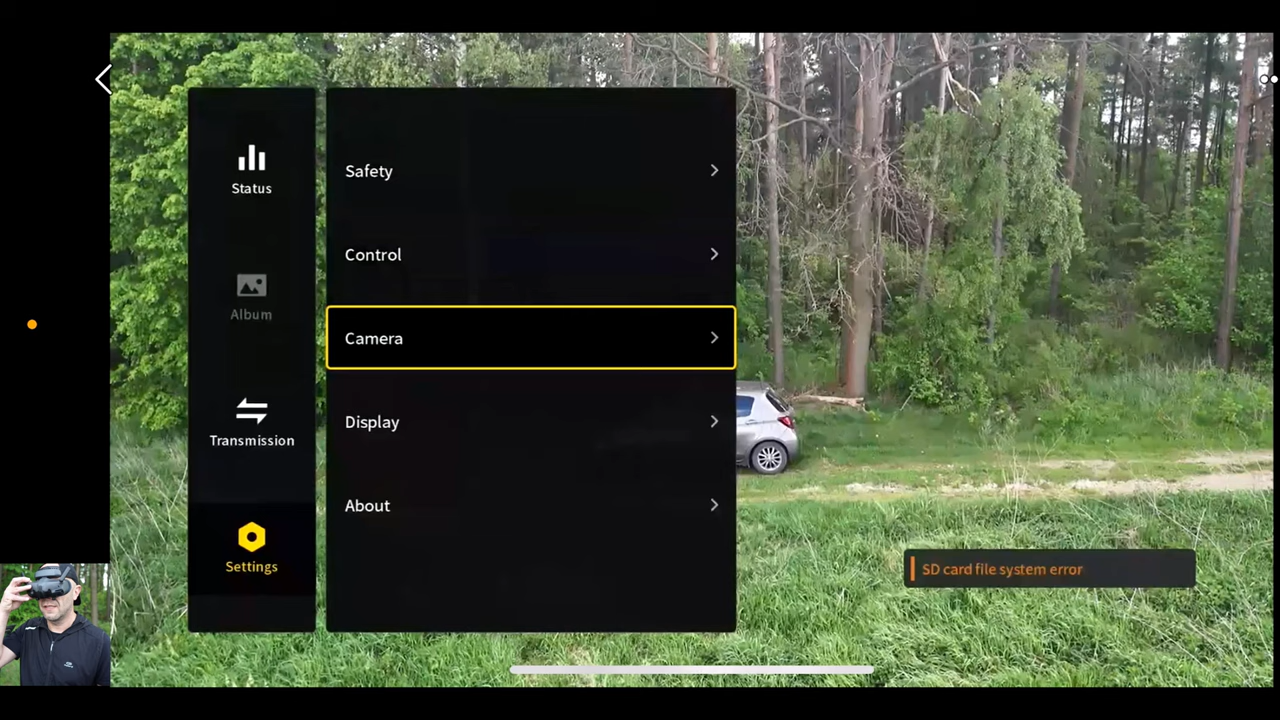 Status
Album
Transmission
Settings
Safety
Control
Camera
Display
About
SD card file system error